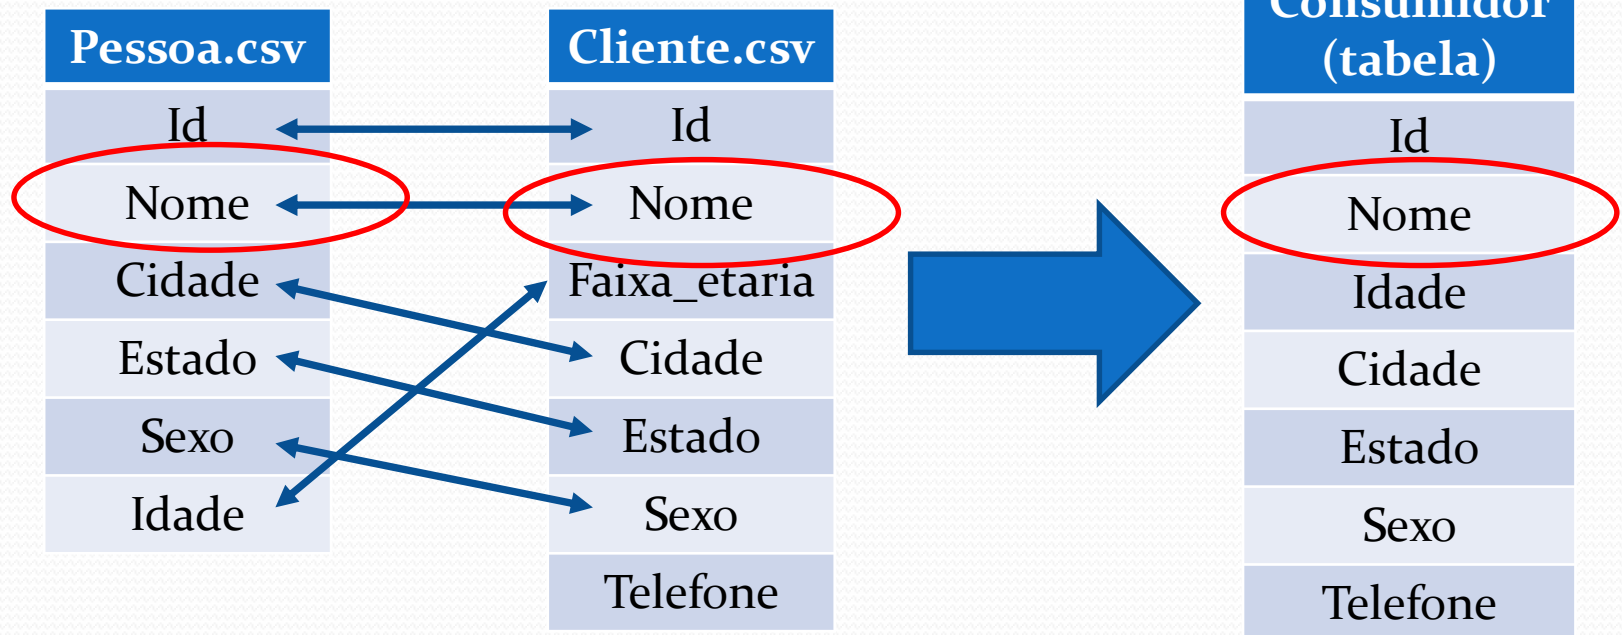 Pessoa.csv
Id
Nome
Cidade
Estado
Sexo
Idade
Cliente.csv
Id
Nome
Faixa_etaria
Cidade
Estado
Sexo
Telefone
Consumidor
(tabela)
Id
Nome
Idade
Cidade
Estado
Sexo
Telefone